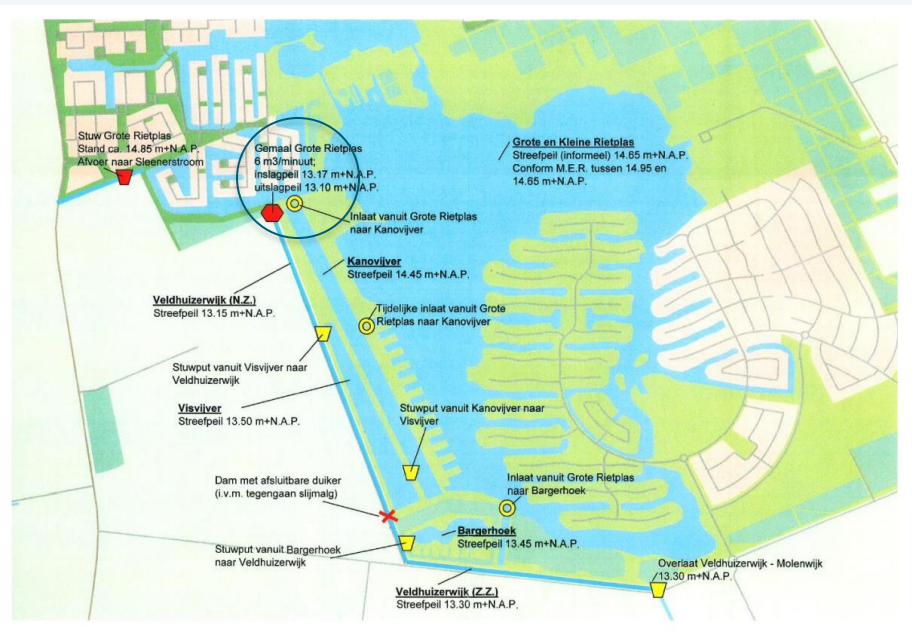 Stuw Grote Rietplas
Stand ca. 14.85 m+N.A.P.
Afvoer naar Sleenerstroom
Gemaal Grote Rietplas
6 m3/minuut;
inslagpeil 13.17 m+N.A.P.
uitslagpeil 13.10 m+N.A.P.
Grote en Kleine Rietplas
Streefpeil (informeel) 14.65 m+N.A.P.
Conform M.E.R. tussen 14.95 en
14.65 m+N.A.P.
Inlaat vanuit Grote Rietplas
naar Kanovijver
Kanovijver
Streefpeil 14.45 m+N.A.P.
Veldhuizerwijk (N.Z.)
Streefpeil 13.15 m+N.A.P.
Tijdelijke inlaat vanuit Grote
Rietplas naar Kanovijver
Stuwput vanuit Visvijver naar
Veldhuizerwijk
Visvijver
Streefpeil 13.50 m+N.A.P.
Stuwput vanuit Kanovijver naar
Visvijver
Dam met afsluitbare duiker
(i.v.m. tegengaan slijmalg)
Inlaat vanuit Grote Rietplas
naar Bargerhoek
Bargerhoek
Streefpeil 13.45 m+N.A.P.
Stuwput vanuit Bargerhoek
naar Veldhuizerwijk
Overlaat Veldhuizerwijk - Molenwijk
13.30 m+N.A.P.
Veldhuizerwijk (Z.Z.)
Streefpeil 13.30 m+N.A.P.